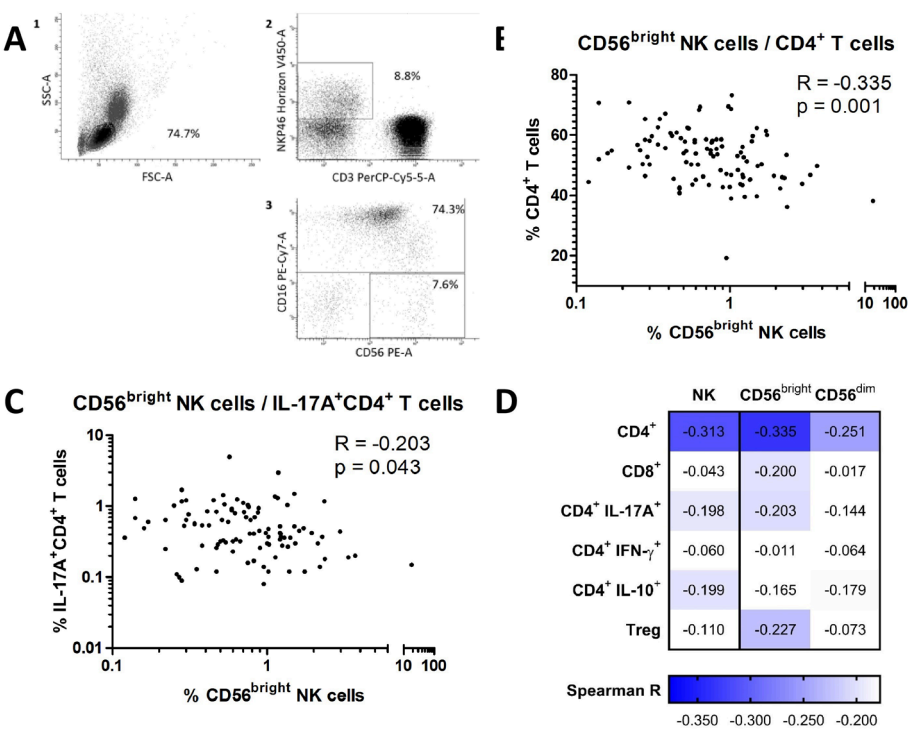 A
1
SSC-A
74.7%
FSC-A
2
NKP46 Horizon V450-A
8.8%
CD3 PerCP-Cy5-5-A
3
CD16 PE-Cy7-A
74.3%
7.6%
CD56 PE-A
CD56bright NK cells / CD4+ T cells
R = -0.335
p = 0.001
% CD4+ T cells
80
60
40
20
0.1 1 10 100
% CD56bright NK cells
C
CD56bright NK cells / IL-17A+CD4+ T cells
R = -0.203
p = 0.043
% IL-17A+CD4+ T cells
10
1
0.1
0.01
0.1 1 10 100
% CD56bright NK cells
D
NK CD56bright CD56dim
CD4+ -0.313 -0.335 -0.251
CD8+ -0.043 -0.200 -0.017
CD4+ IL-17A+ -0.198 -0.203 -0.144
CD4+ IFN-γ+ -0.060 -0.011 -0.064
CD4+ IL-10+ -0.199 -0.165 -0.179
Treg -0.110 -0.227 -0.073
Spearman R
-0.350 -0.300 -0.250 -0.200